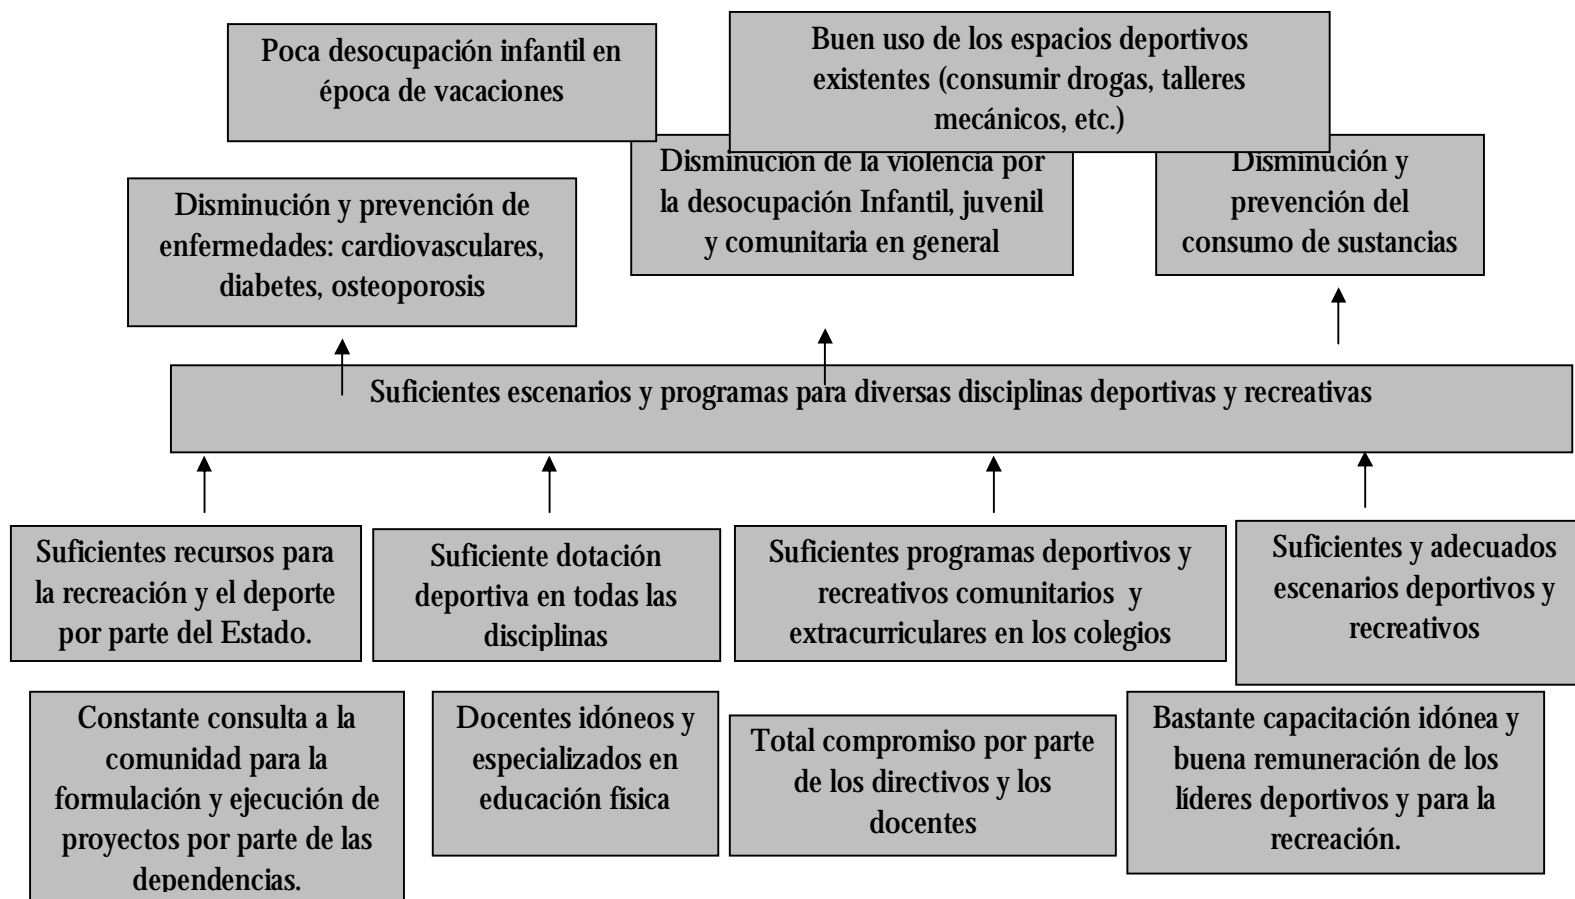 Poca desocupación infantil en
época de vacaciones
Buen uso de los espacios deportivos
existentes (consumir drogas, talleres
mecánicos, etc.)
Disminución y prevención de
enfermedades: cardiovasculares,
diabetes, osteoporosis
Disminución de la violencia por
la desocupación Infantil, juvenil
y comunitaria en general
Disminución y
prevención del
consumo de sustancias
Suficientes escenarios y programas para diversas disciplinas deportivas y recreativas
Suficientes recursos para
la recreación y el deporte
por parte del Estado.
Suficiente dotación
deportiva en todas las
disciplinas
Suficientes programas deportivos y
recreativos comunitarios y
extracurriculares en los colegios
Suficientes y adecuados
escenarios deportivos y
recreativos
Constante consulta a la
comunidad para la
formulación y ejecución de
proyectos por parte de las
dependencias.
Docentes idóneos y
especializados en
educación física
Total compromiso por parte
de los directivos y los
docentes
Bastante capacitación idónea y
buena remuneración de los
líderes deportivos y para la
recreación.